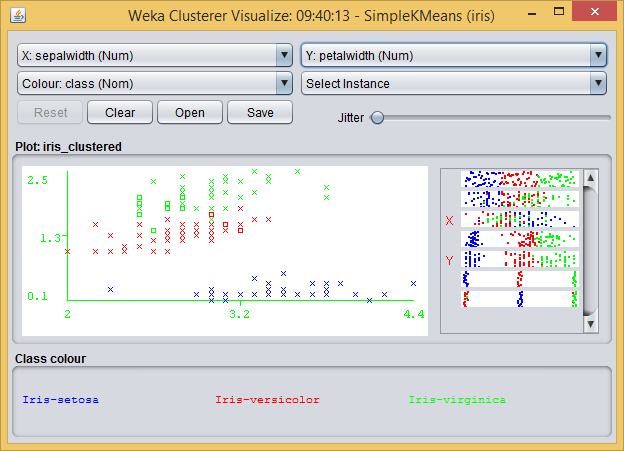 Weka Clusterer Visualize: 09:40:13 - SimpleKMeans (iris)
X: sepalwidth (Num) Y: petalwidth (Num)
Colour: class (Nom) Select Instance
Reset Clear Open Save Jitter
Plot: iris_clustered
2.5
1.3
0.1
2 3.2 4.4
X
Y
Class colour
Iris-setosa Iris-versicolor Iris-virginica